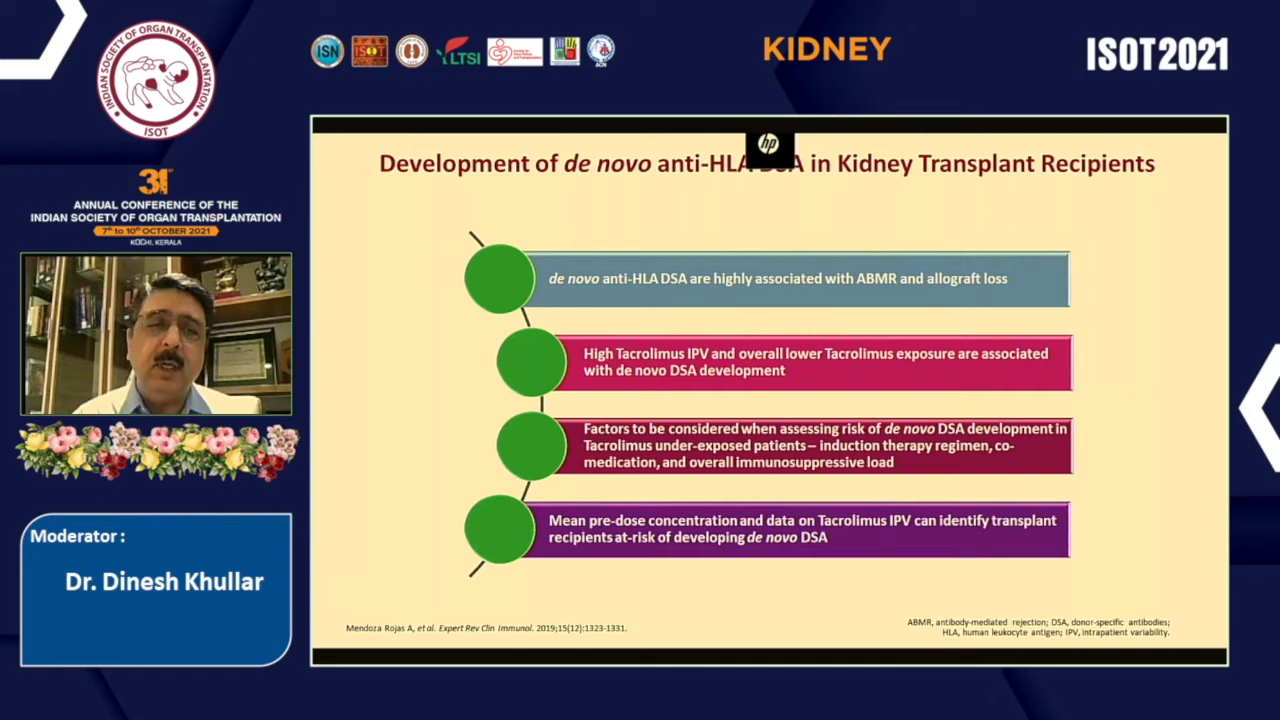 INDIAN SOCIETY OF ORGAN TRANSPLANTATION
ISOT
ISN
ISOT
LTSI
ACN
KIDNEY
ISOT2021
31st
ANNUAL CONFERENCE OF THE
INDIAN SOCIETY OF ORGAN TRANSPLANTATION
7th to 10th OCTOBER 2021
KOCHI, KERALA
hp
Development of de novo anti-HLA DSA in Kidney Transplant Recipients
de novo anti-HLA DSA are highly associated with ABMR and allograft loss
High Tacrolimus IPV and overall lower Tacrolimus exposure are associated
with de novo DSA development
Factors to be considered when assessing risk of de novo DSA development in
Tacrolimus under-exposed patients – induction therapy regimen, co-
medication, and overall immunosuppressive load
Mean pre-dose concentration and data on Tacrolimus IPV can identify transplant
recipients at-risk of developing de novo DSA
Mendoza Rojas A, et al. Expert Rev Clin Immunol. 2019;15(12):1323-1331.
ABMR, antibody-mediated rejection; DSA, donor-specific antibodies;
HLA, human leukocyte antigen; IPV, intrapatient variability.
Moderator :
Dr. Dinesh Khullar